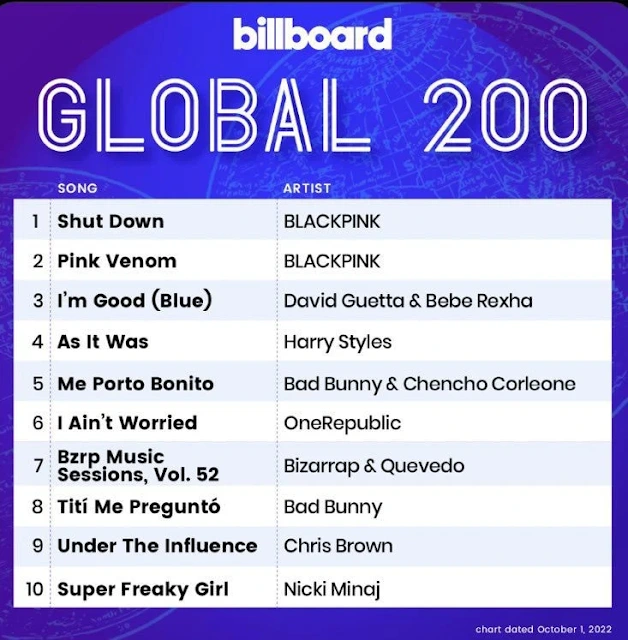 billboard
GLOBAL 200
SONG ARTIST
1 Shut Down BLACKPINK
2 Pink Venom BLACKPINK
3 I'm Good (Blue) David Guetta & Bebe Rexha
4 As It Was Harry Styles
5 Me Porto Bonito Bad Bunny & Chencho Corleone
6 I Ain't Worried OneRepublic
7 Bzrp Music
Sessions, Vol. 52 Bizarrap & Quevedo
8 Tití Me Preguntó Bad Bunny
9 Under The Influence Chris Brown
10 Super Freaky Girl Nicki Minaj
chart dated October 1, 2022